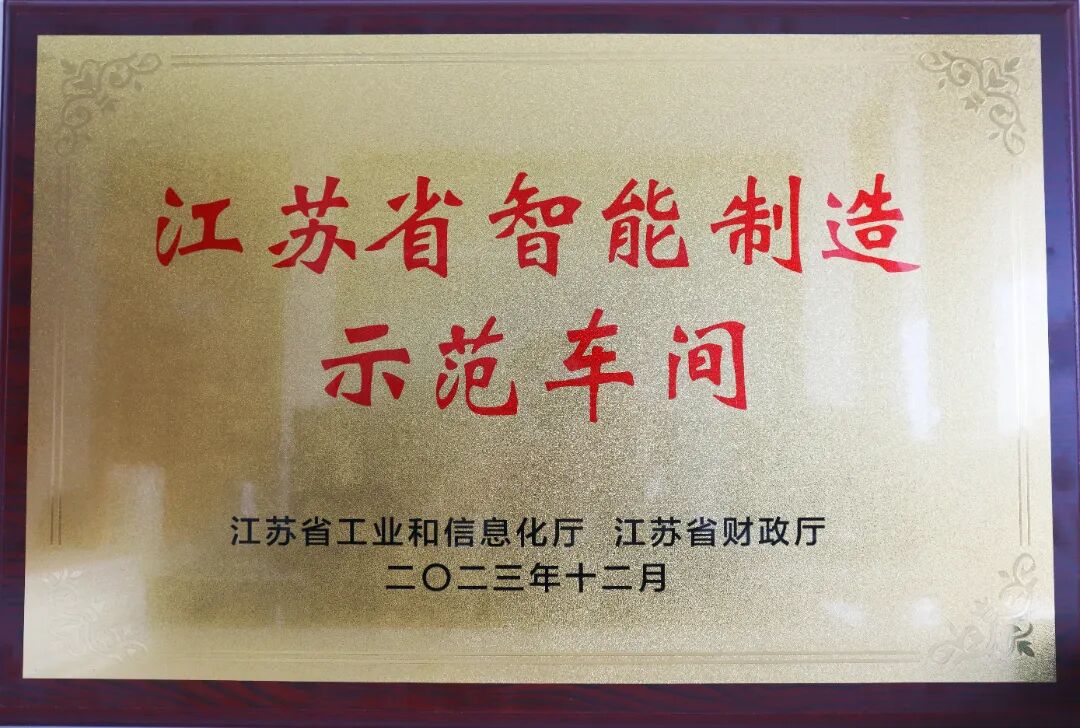 江苏省智能制造
示范车间
江苏省工业和信息化厅 江苏省财政厅
二〇二三年十二月